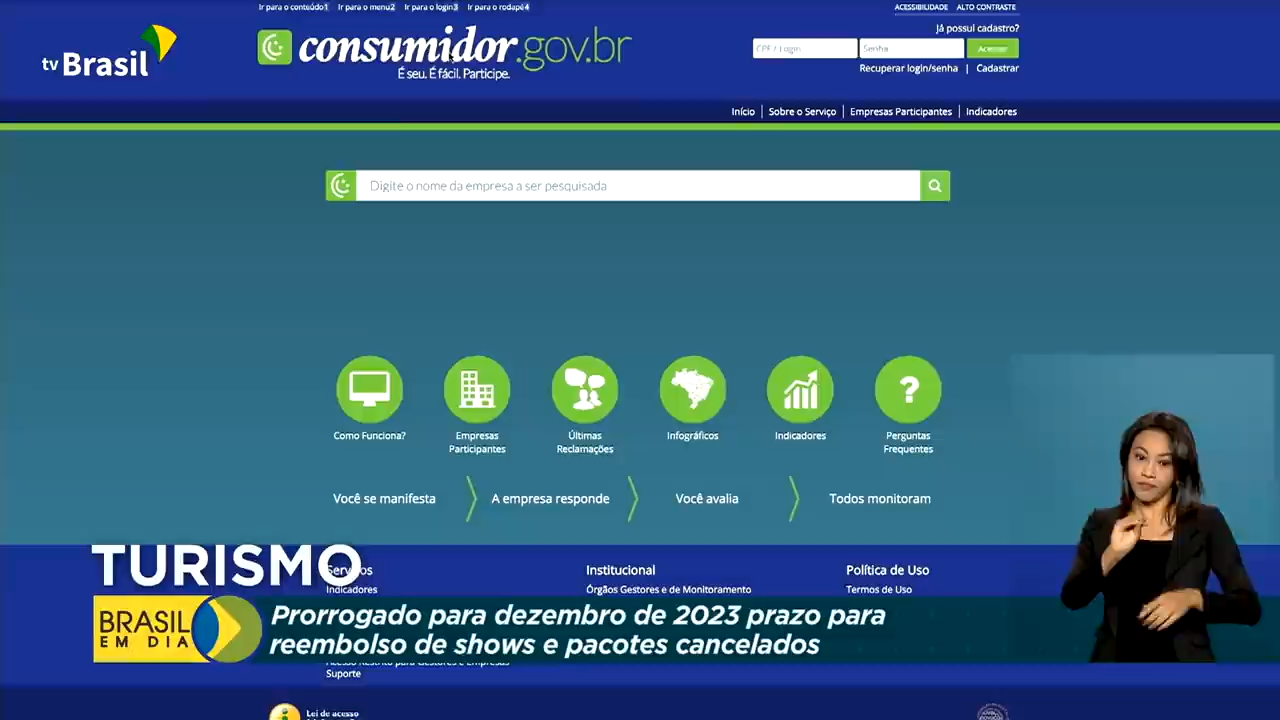 Ir para o conteúdo1 Ir para o menu2 Ir para o login3 Ir para o rodapé4
ACESSIBILIDADE ALTO CONTRASTE
tv Brasil
consumidor.gov.br
É seu. É fácil. Participe.
Já possui cadastro?
CPF / Login Senha Acessar
Recuperar login/senha | Cadastrar
Início | Sobre o Serviço | Empresas Participantes | Indicadores
Digite o nome da empresa a ser pesquisada
Como Funciona?
Empresas
Participantes
Últimas
Reclamações
Infográficos
Indicadores
?
Perguntas
Frequentes
Você se manifesta
A empresa responde
Você avalia
Todos monitoram
TURISMO
Indicadores
Institucional
Órgãos Gestores e de Monitoramento
Política de Uso
Termos de Uso
BRASIL
EM DIA
Prorrogado para dezembro de 2023 prazo para
reembolso de shows e pacotes cancelados
Acesso Restrito para Gestores e Empresas
Suporte
Lei de acesso